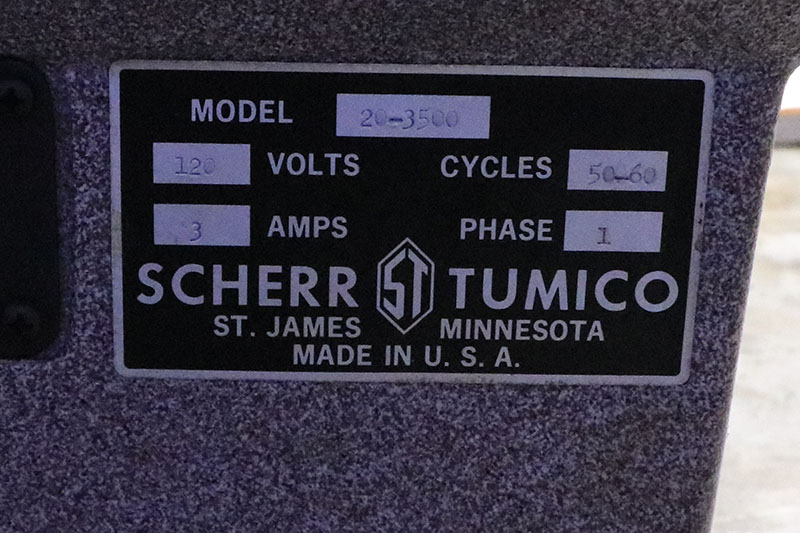 MODEL 20-3500
120 VOLTS CYCLES 50-60
3 AMPS PHASE 1
SCHERR ST TUMICO
ST. JAMES MINNESOTA
MADE IN U. S. A.